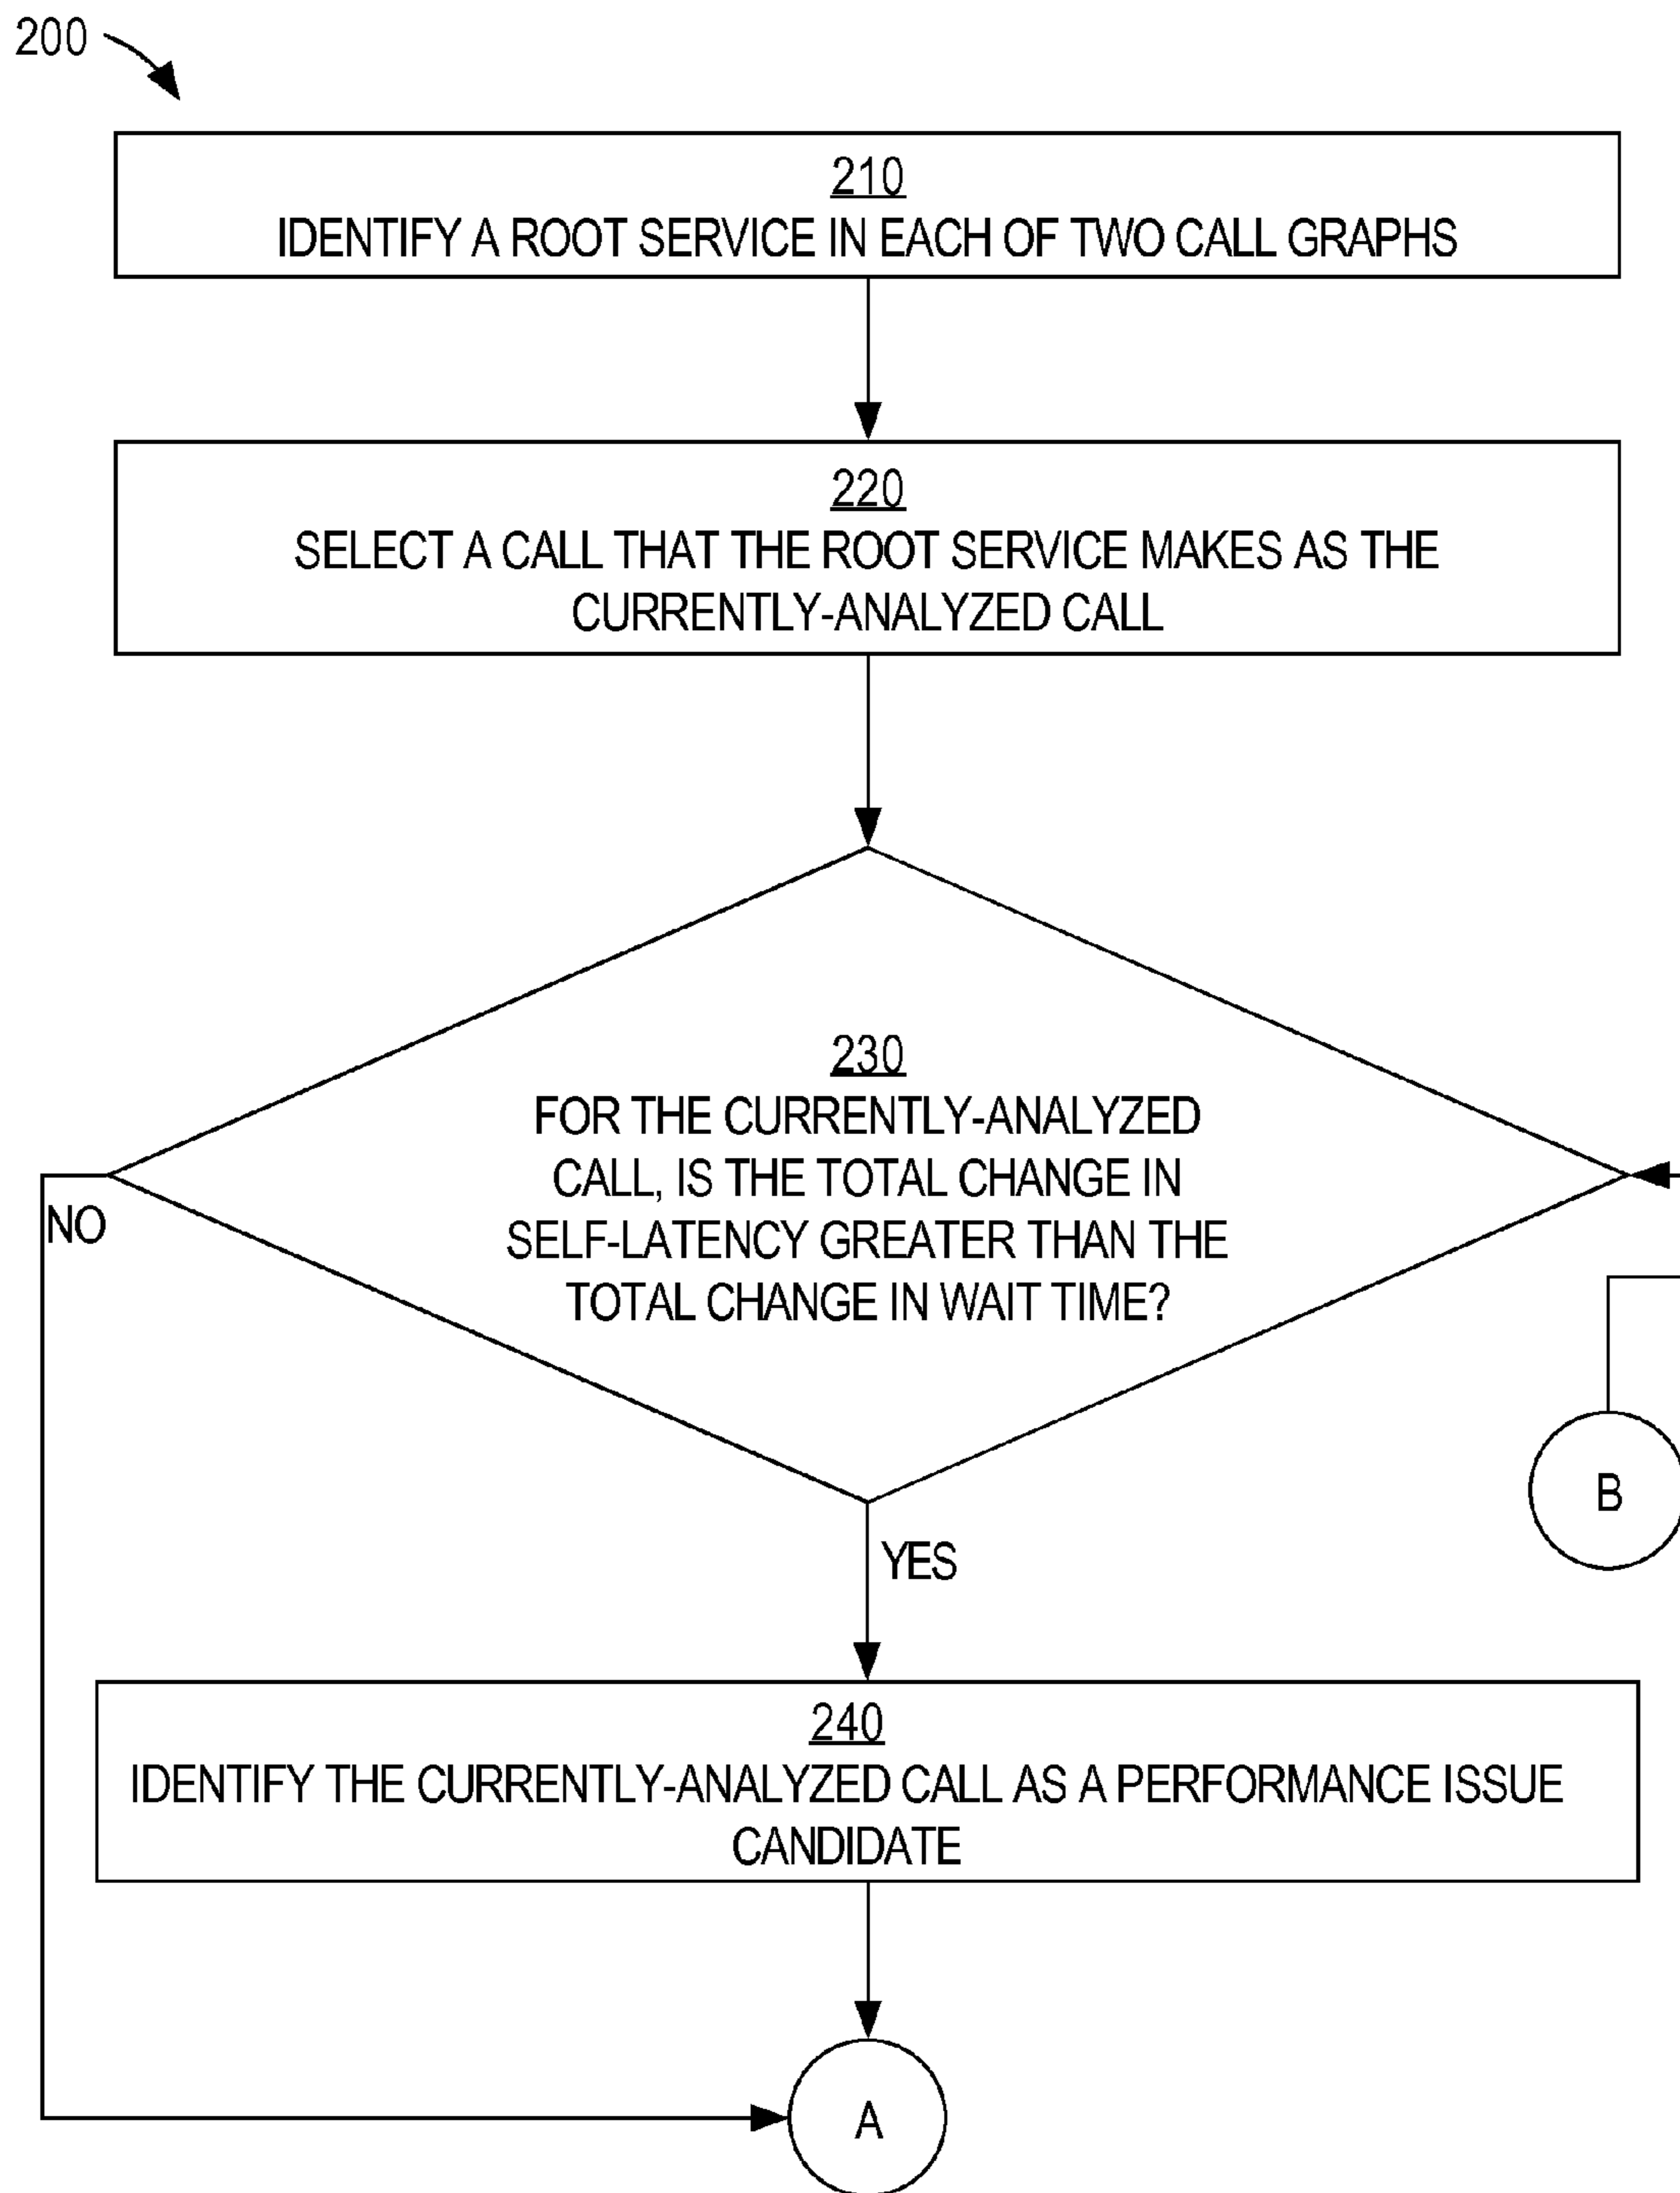 200
210
IDENTIFY A ROOT SERVICE IN EACH OF TWO CALL GRAPHS
220
SELECT A CALL THAT THE ROOT SERVICE MAKES AS THE
CURRENTLY-ANALYZED CALL
230
FOR THE CURRENTLY-ANALYZED
CALL, IS THE TOTAL CHANGE IN
SELF-LATENCY GREATER THAN THE
TOTAL CHANGE IN WAIT TIME?
NO
B
YES
240
IDENTIFY THE CURRENTLY-ANALYZED CALL AS A PERFORMANCE ISSUE
CANDIDATE
A